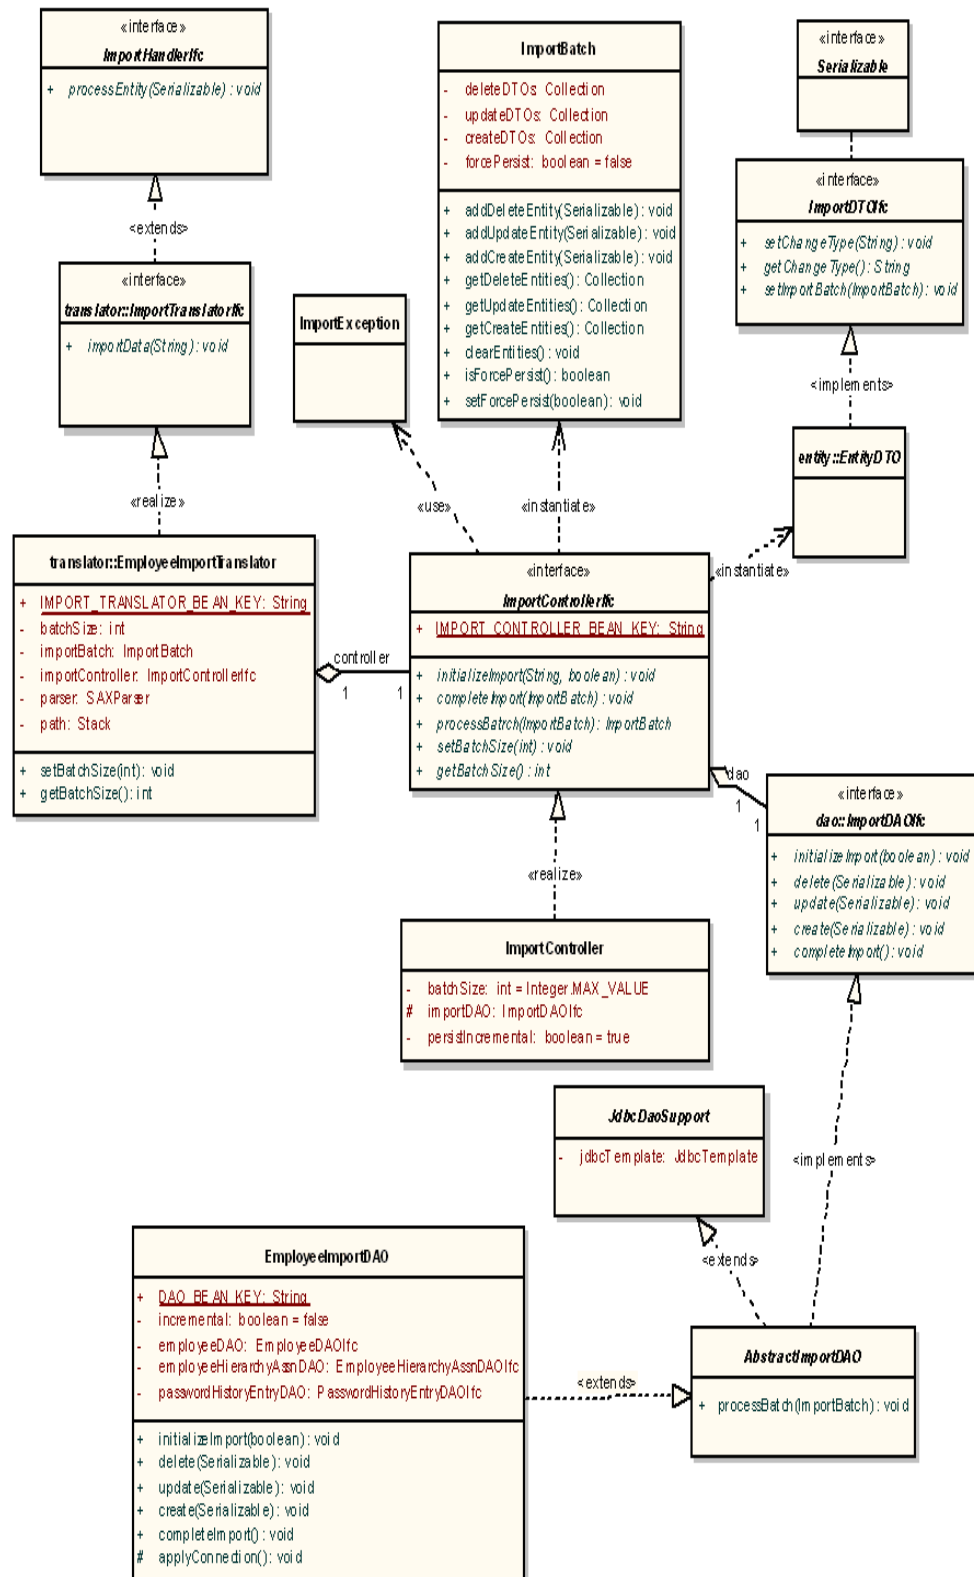 «interface»
ImportHandlerIfc
+ processEntity(Serializable) : void
«extends»
«interface»
translator::ImportTranslatorIfc
+ importData(String) : void
«realize»
translator::EmployeeImportTranslator
+ IMPORT_TRANSLATOR_BEAN_KEY: String
- batchSize: int
- importBatch: ImportBatch
- importController: ImportControllerIfc
- parser: SAXParser
- path: Stack
+ setBatchSize(int) : void
+ getBatchSize() : int
ImportBatch
- deleteDTOs: Collection
- updateDTOs: Collection
- createDTOs: Collection
- forcePersist: boolean = false
+ addDeleteEntity(Serializable) : void
+ addUpdateEntity(Serializable) : void
+ addCreateEntity(Serializable) : void
+ getDeleteEntities() : Collection
+ getUpdateEntities() : Collection
+ getCreateEntities() : Collection
+ clearEntities() : void
+ isForcePersist() : boolean
+ setForcePersist(boolean) : void
ImportException
«use»
«instantiate»
«interface»
Serializable
«interface»
ImportDTOIfc
+ setChangeType(String) : void
+ getChangeType() : String
+ setImportBatch(ImportBatch) : void
«implements»
entity::EntityDTO
«instantiate»
controller
1
1
«interface»
ImportControllerIfc
+ IMPORT_CONTROLLER_BEAN_KEY: String
+ initializeImport(String, boolean) : void
+ completeImport(ImportBatch) : void
+ processBatrch(ImportBatch) : ImportBatch
+ setBatchSize(int) : void
+ getBatchSize() : int
dao
1
1
«realize»
ImportController
- batchSize: int = Integer.MAX_VALUE
# importDAO: ImportDAOIfc
- persistIncremental: boolean = true
«interface»
dao::ImportDAOIfc
+ initializeImport(boolean) : void
+ delete(Serializable) : void
+ update(Serializable) : void
+ create(Serializable) : void
+ completeImport() : void
JdbcDaoSupport
- jdbcTemplate: JdbcTemplate
«implements»
«extends»
EmployeeImportDAO
+ DAO_BEAN_KEY: String
- incremental: boolean = false
- employeeDAO: EmployeeDAOIfc
- employeeHierarchyAssnDAO: EmployeeHierarchyAssnDAOIfc
- passwordHistoryEntryDAO: PasswordHistoryEntryDAOIfc
+ initializeImport(boolean) : void
+ delete(Serializable) : void
+ update(Serializable) : void
+ create(Serializable) : void
+ completeImport() : void
# applyConnection() : void
«extends»
AbstractImportDAO
+ processBatch(ImportBatch) : void